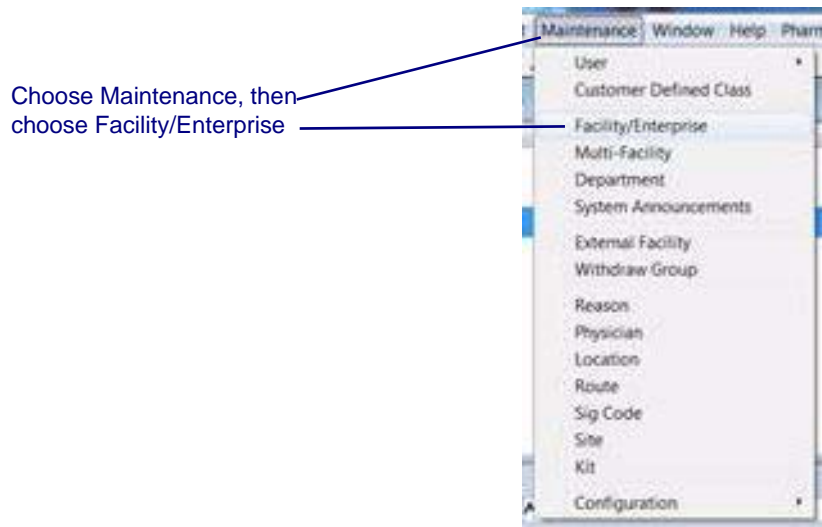 Maintenance Window Help Pharm
User
Choose Maintenance, then
Customer Defined Class
choose Facility/Enterprise
Facility/Enterprise
Multi-Facility
Department
System Announcements
External Facility
Withdraw Group
Reason
Physician
Location
Route
Sig Code
Site
Kit
Configuration